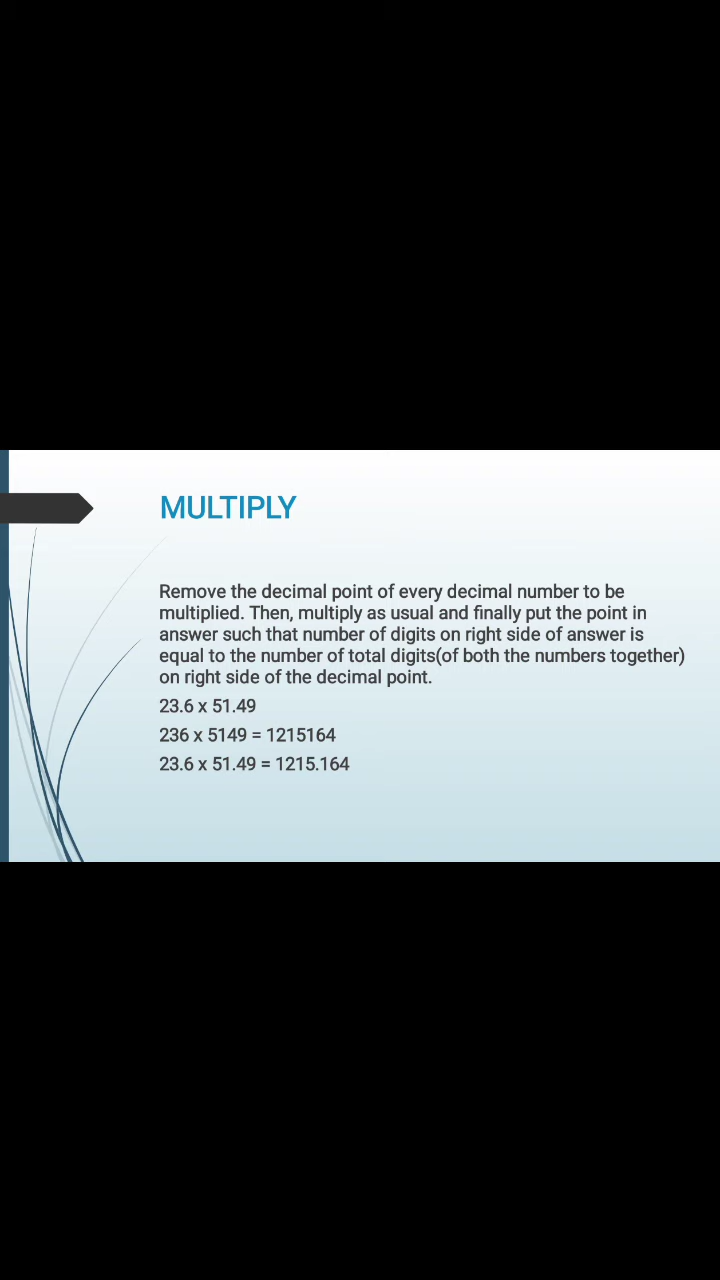 MULTIPLY
Remove the decimal point of every decimal number to be
multiplied. Then, multiply as usual and finally put the point in
answer such that number of digits on right side of answer is
equal to the number of total digits(of both the numbers together)
on right side of the decimal point.
23.6 x 51.49
236 x 5149 = 1215164
23.6 x 51.49 = 1215.164